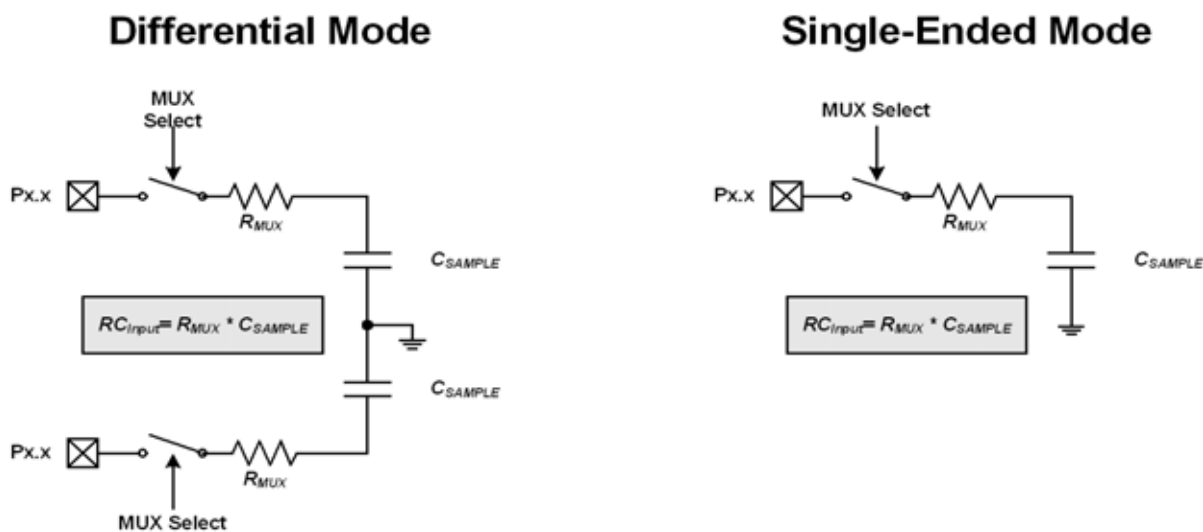 Differential Mode
MUX
Select
Px.x
RMUX
CSAMPLE
RCInput= RMUX * CSAMPLE
CSAMPLE
Px.x
RMUX
MUX Select
Single-Ended Mode
MUX Select
Px.x
RMUX
CSAMPLE
RCInput= RMUX * CSAMPLE